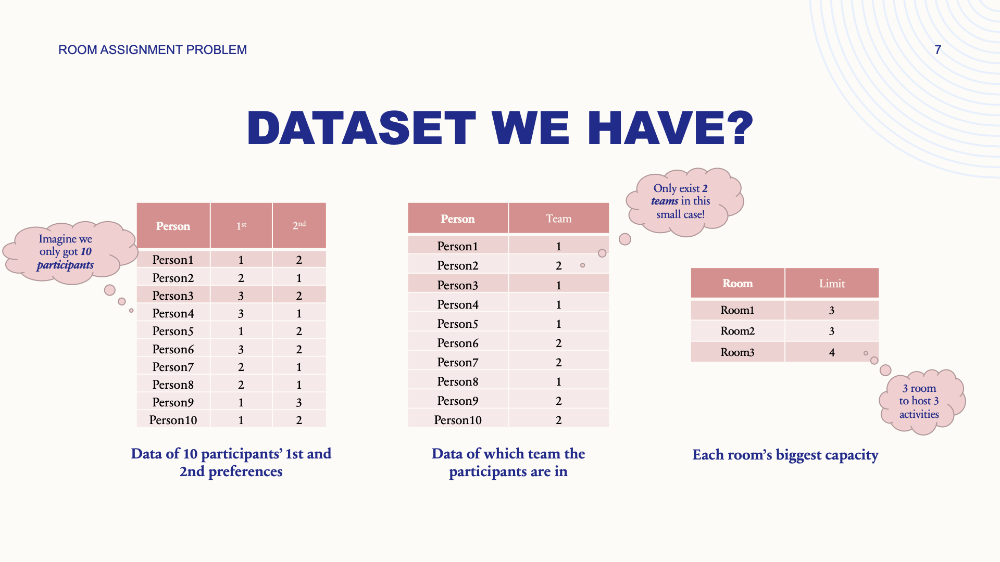 ROOM ASSIGNMENT PROBLEM
7
DATASET WE HAVE?
Imagine we
only got 10
participants
Person 1st 2nd
Person1 1 2
Person2 2 1
Person3 3 2
Person4 3 1
Person5 1 2
Person6 3 2
Person7 2 1
Person8 2 1
Person9 1 3
Person10 1 2
Data of 10 participants’ 1st and
2nd preferences
Only exist 2
teams in this
small case!
Person Team
Person1 1
Person2 2
Person3 1
Person4 1
Person5 1
Person6 2
Person7 2
Person8 1
Person9 2
Person10 2
Data of which team the
participants are in
Room Limit
Room1 3
Room2 3
Room3 4
3 room
to host 3
activities
Each room’s biggest capacity